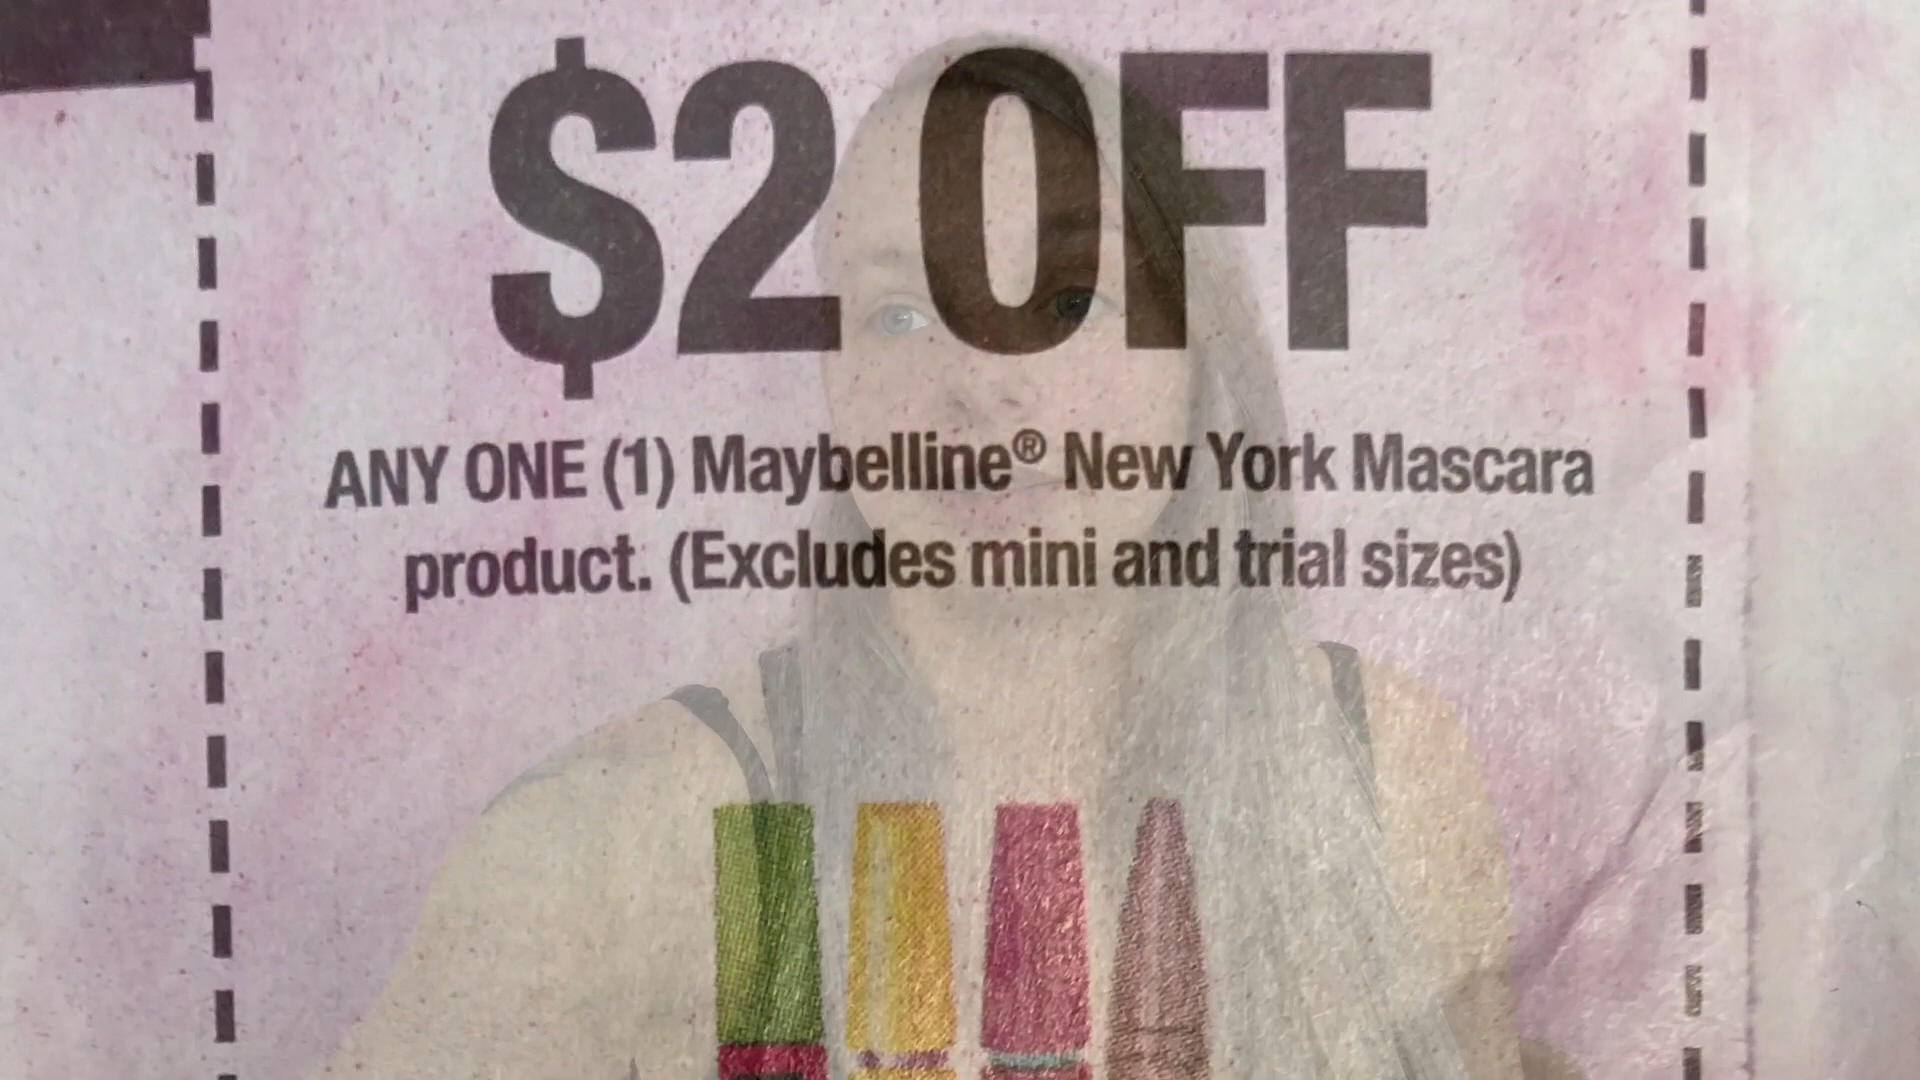 $2 OFF
ANY ONE (1) Maybelline® New York Mascara
product. (Excludes mini and trial sizes)